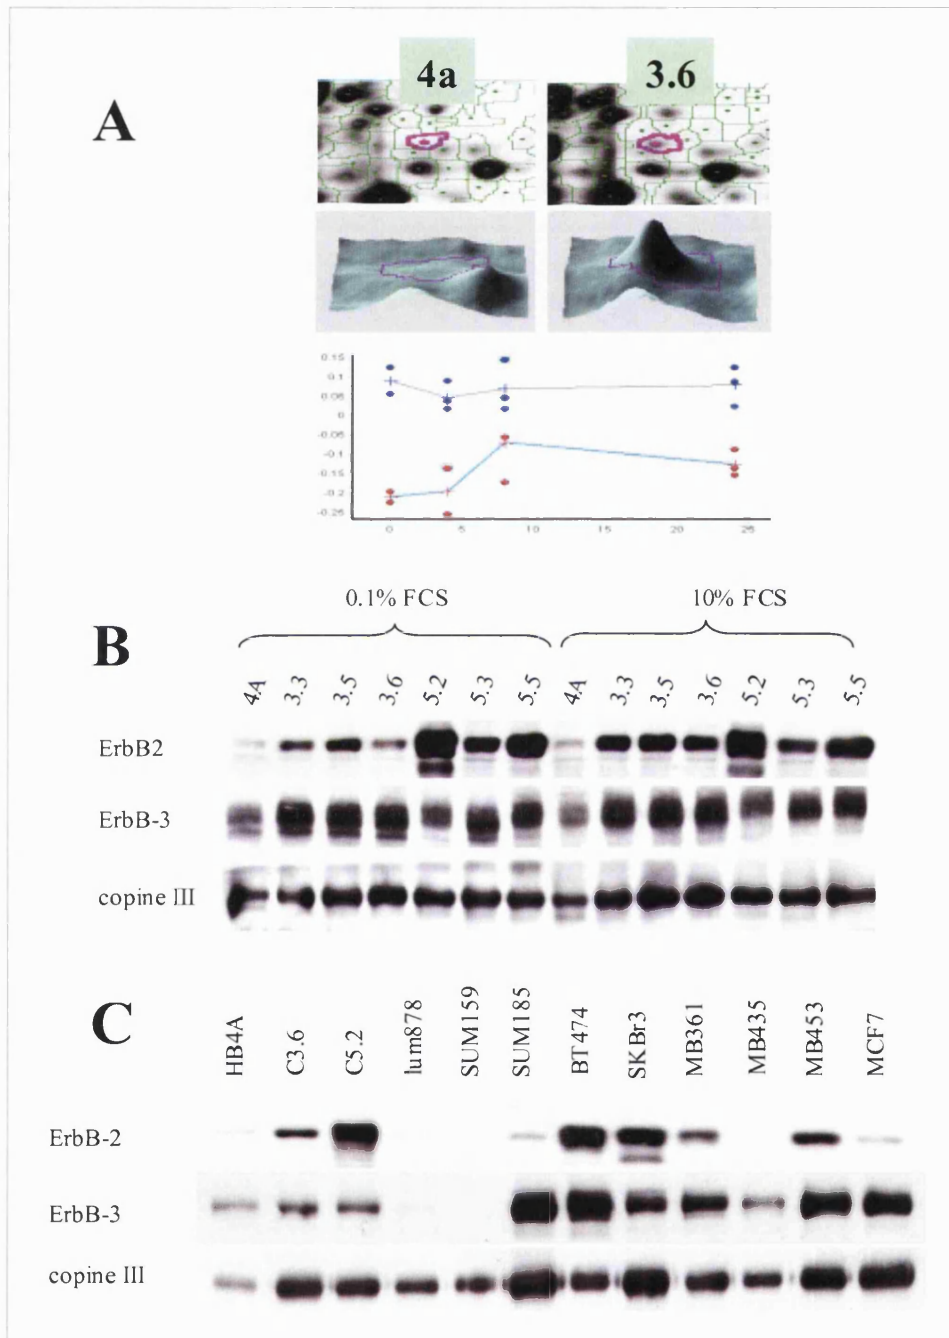 4a 3.6
A
0.15
0.1
0.05
0
-0.05
-0.1
-0.15
-0.2
-0.25
0 5 10 15 20 25
0.1% FCS 10% FCS
B
4A 3.3 3.5 3.6 5.2 5.3 5.5 4A 3.3 3.5 3.6 5.2 5.3 5.5
ErbB2
ErbB-3
copine III
C
HB4A C3.6 C5.2 lum878 SUM159 SUM185 BT474 SKBr3 MB361 MB435 MB453 MCF7
ErbB-2
ErbB-3
copine III